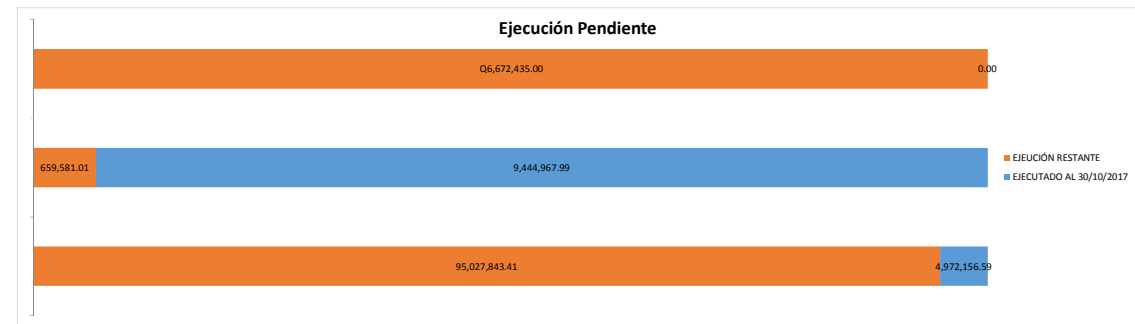 Ejecución Pendiente
Q6,672,435.00 0.00
659,581.01 9,444,967.99
EJEUCIÓN RESTANTE
EJECUTADO AL 30/10/2017
95,027,843.41 4,972,156.59